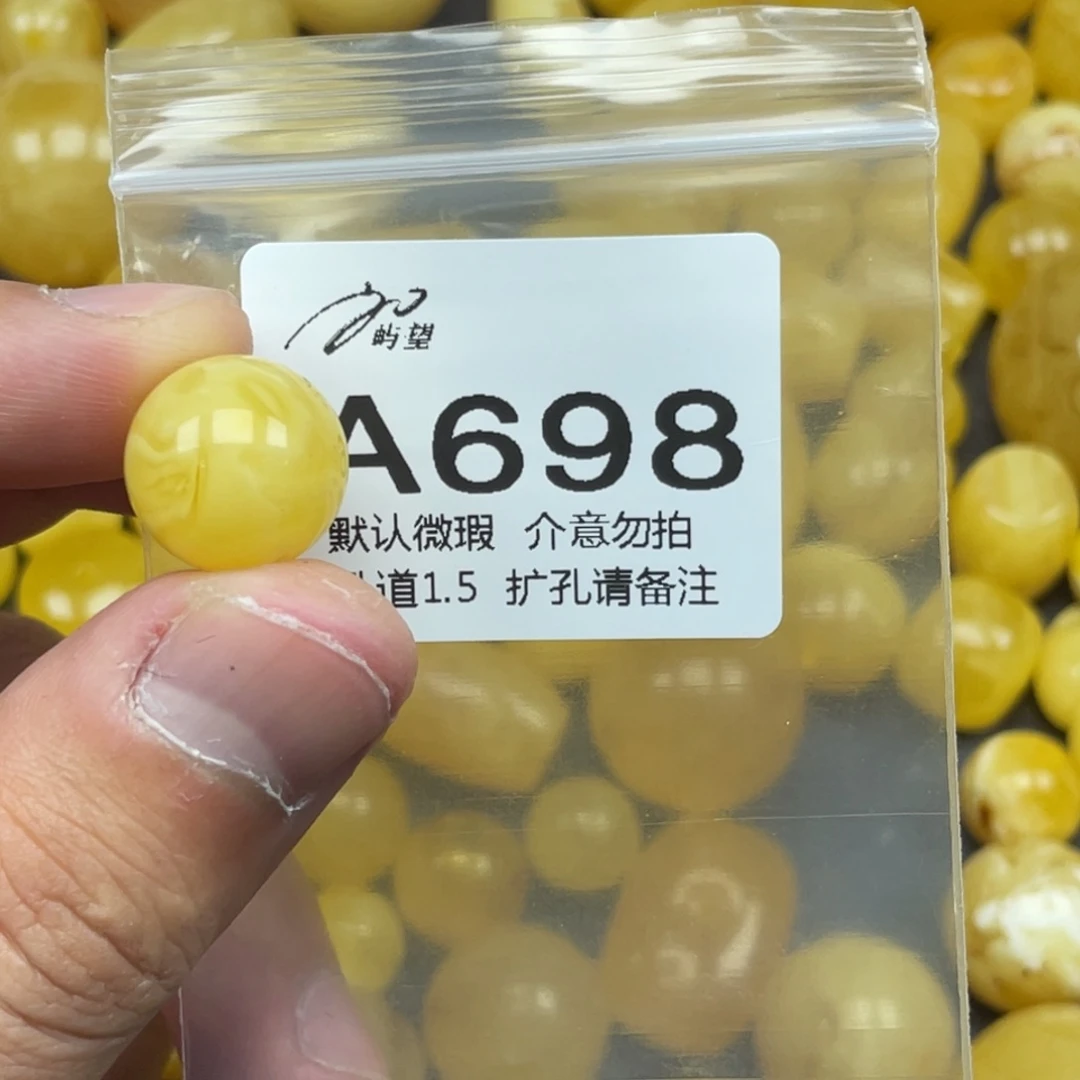 屿望
A698
默认微瑕 介意勿拍
道1.5 扩孔请备注